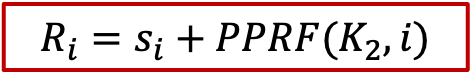 R_i = s_i + PPRF(K_2, i)